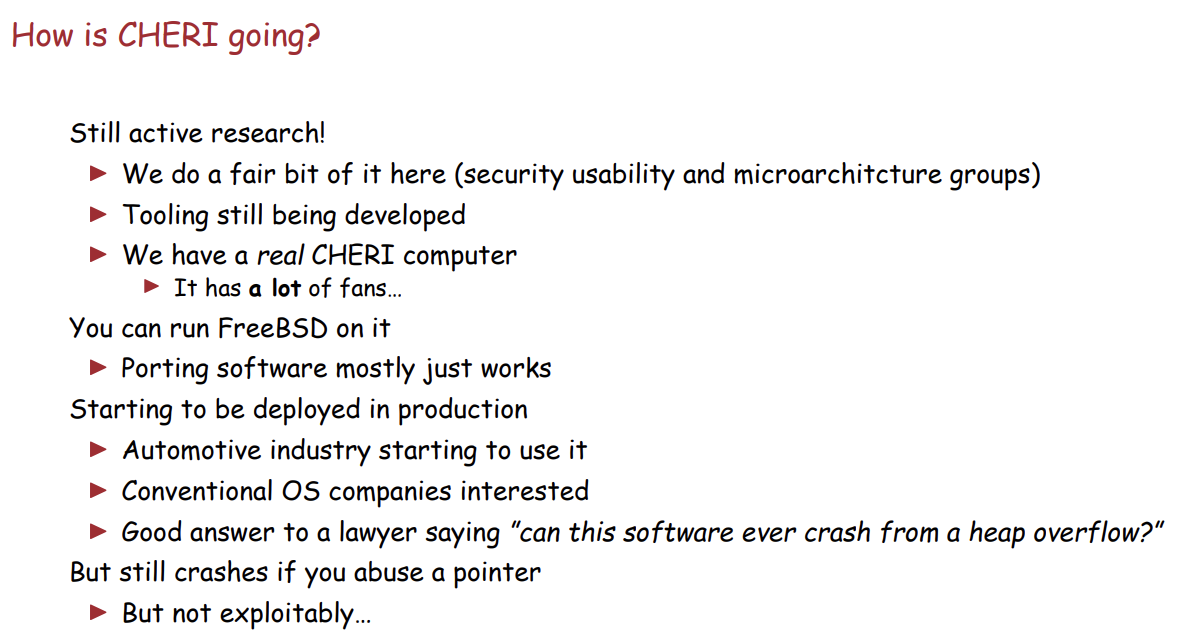 How is CHERI going?
Still active research!
We do a fair bit of it here (security usability and microarchitcture groups)
Tooling still being developed
We have a real CHERI computer
It has a lot of fans...
You can run FreeBSD on it
Porting software mostly just works
Starting to be deployed in production
Automotive industry starting to use it
Conventional OS companies interested
Good answer to a lawyer saying "can this software ever crash from a heap overflow?"
But still crashes if you abuse a pointer
But not exploitably...